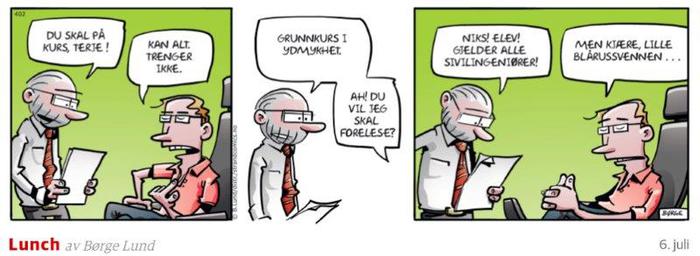 402
DU SKAL PÅ
KURS, TERJE!
KAN ALT.
TRENGER
IKKE.
GRUNNKURS I
YDMYKHET.
AH! DU
VIL JEG
SKAL
FORELESE?
NIKS! ELEV!
GJELDER ALLE
SIVILINGENIØRER!
MEN KJÆRE, LILLE
BLÅRUSSVENNEN...
BØRGE
Lunch av Børge Lund
6. juli